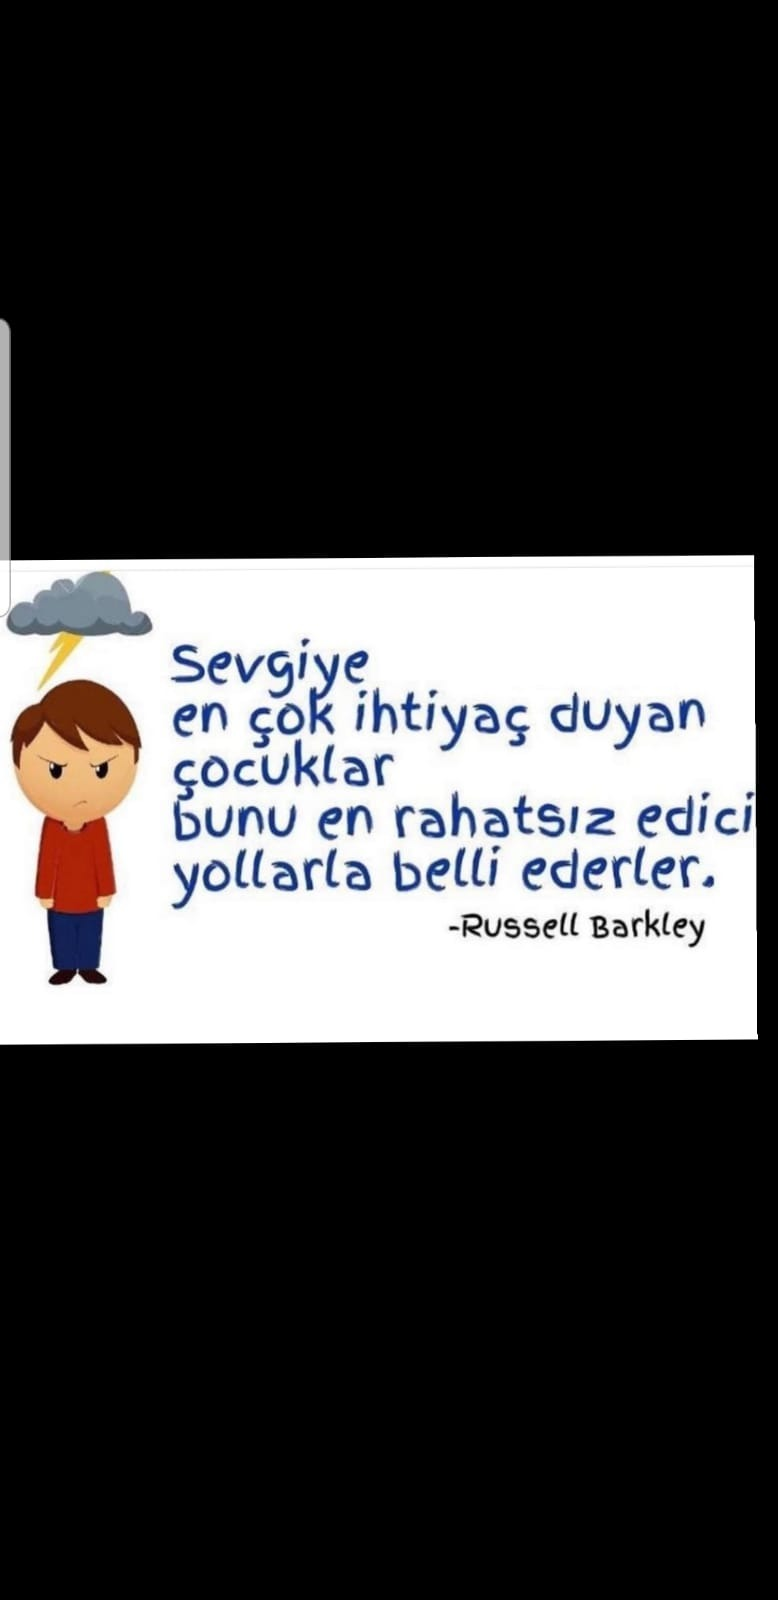 Sevgiye
en çok ihtiyaç duyan
çocuklar
bunu en rahatsız edici
yollarla belli ederler.
-Russell Barkley